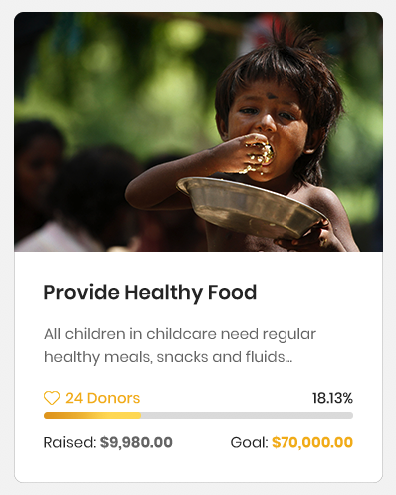 Provide Healthy Food
All children in childcare need regular
healthy meals, snacks and fluids..
24 Donors 18.13%
Raised: $9,980.00 Goal: $70,000.00